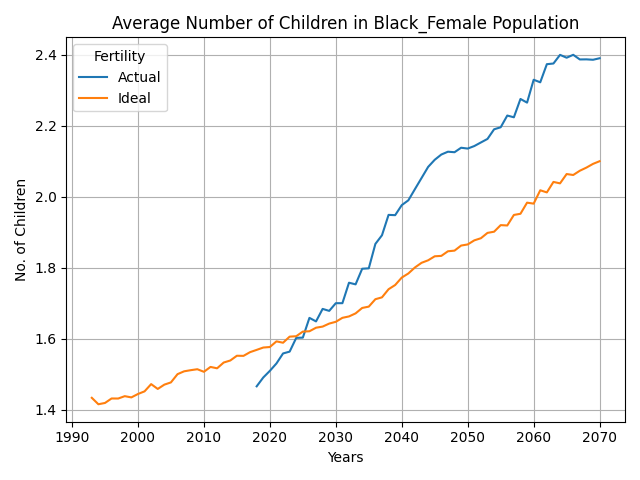 Average Number of Children in Black_Female Population
Fertility
Actual
Ideal
No. of Children
2.4
2.2
2.0
1.8
1.6
1.4
1990 2000 2010 2020 2030 2040 2050 2060 2070
Years